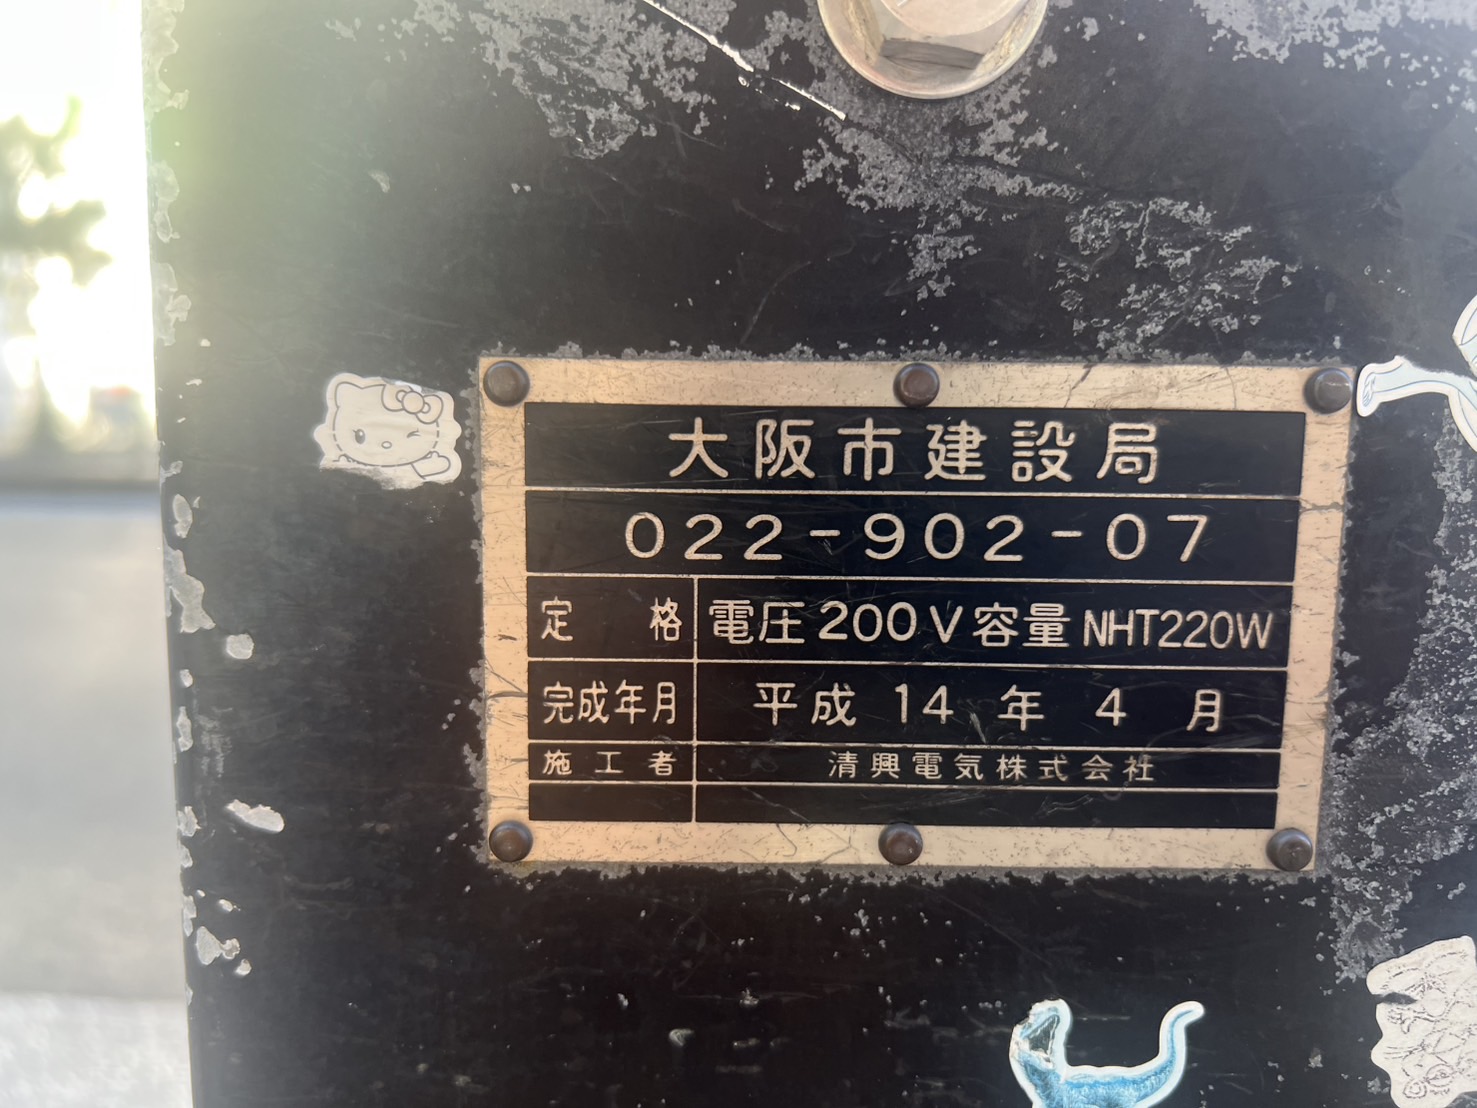 大阪市建設局
022-902-07
定格 電圧200V容量NHT220W
完成年月 平成14年4月
施工者 清興電気株式会社